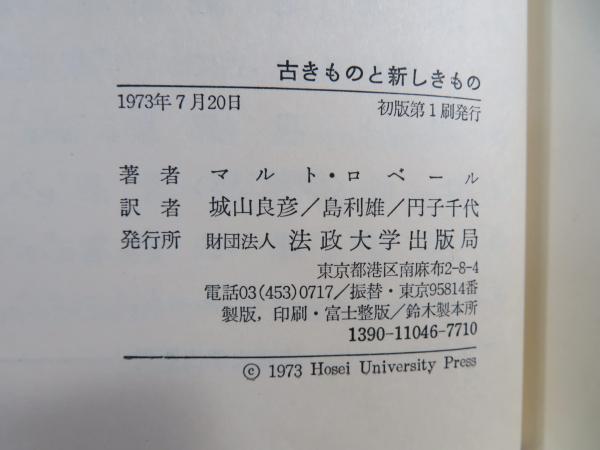 古きものと新しきもの
1973年7月20日 初版第1刷発行
著者 マルト・ロベール
訳者 城山良彦/島利雄/円子千代
発行所 財団法人 法政大学出版局
東京都港区南麻布2-8-4
電話03(453)0717/振替・東京95814番
製版,印刷・富士整版/鈴木製本所
1390-11046-7710
© 1973 Hosei University Press